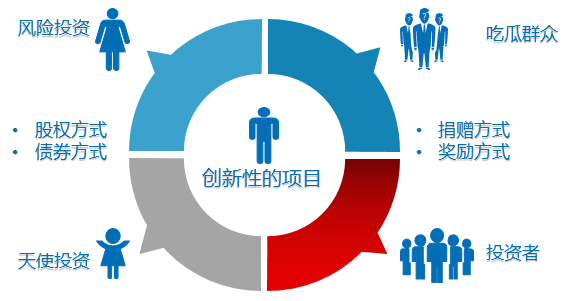 风险投资
吃瓜群众
• 股权方式
• 债券方式
• 捐赠方式
• 奖励方式
创新性的项目
天使投资
投资者